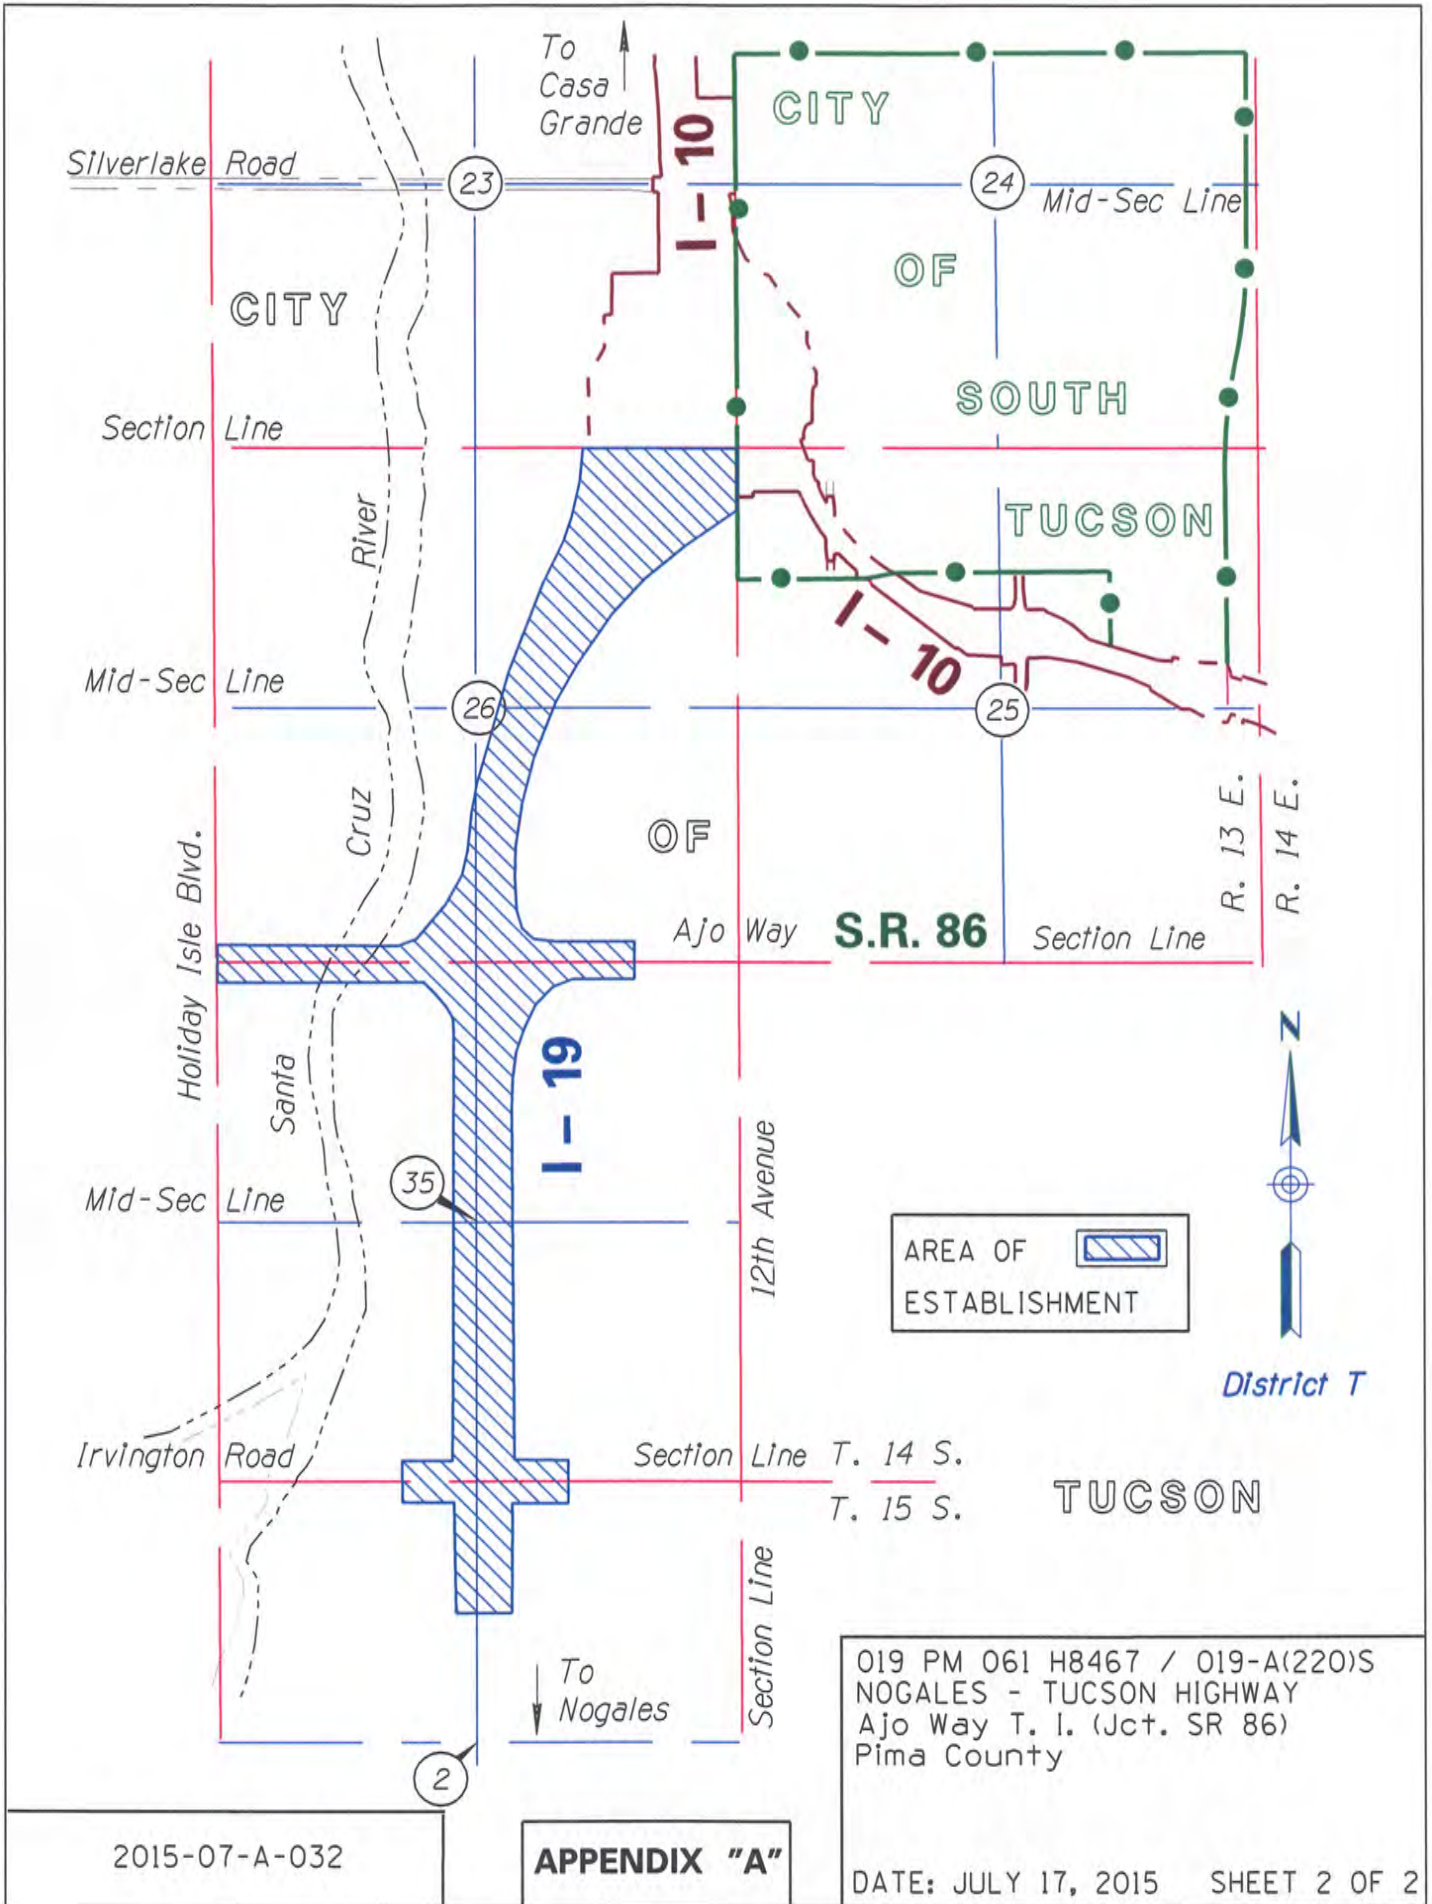 To
Casa
Grande
I - 10
CITY
Silverlake Road
23
24
Mid-Sec Line
OF
CITY
SOUTH
Section Line
TUCSON
River
I - 10
Mid-Sec Line
26
25
Cruz
OF
R. 13 E.
R. 14 E.
Holiday Isle Blvd.
Ajo Way
S.R. 86
Section Line
Santa
I - 19
N
35
Mid-Sec Line
12th Avenue
AREA OF
ESTABLISHMENT
District T
Irvington Road
Section Line
T. 14 S.
T. 15 S.
TUCSON
Section Line
To
Nogales
2
019 PM 061 H8467 / 019-A(220)S
NOGALES - TUCSON HIGHWAY
Ajo Way T. I. (Jct. SR 86)
Pima County
2015-07-A-032
APPENDIX "A"
DATE: JULY 17, 2015 SHEET 2 OF 2